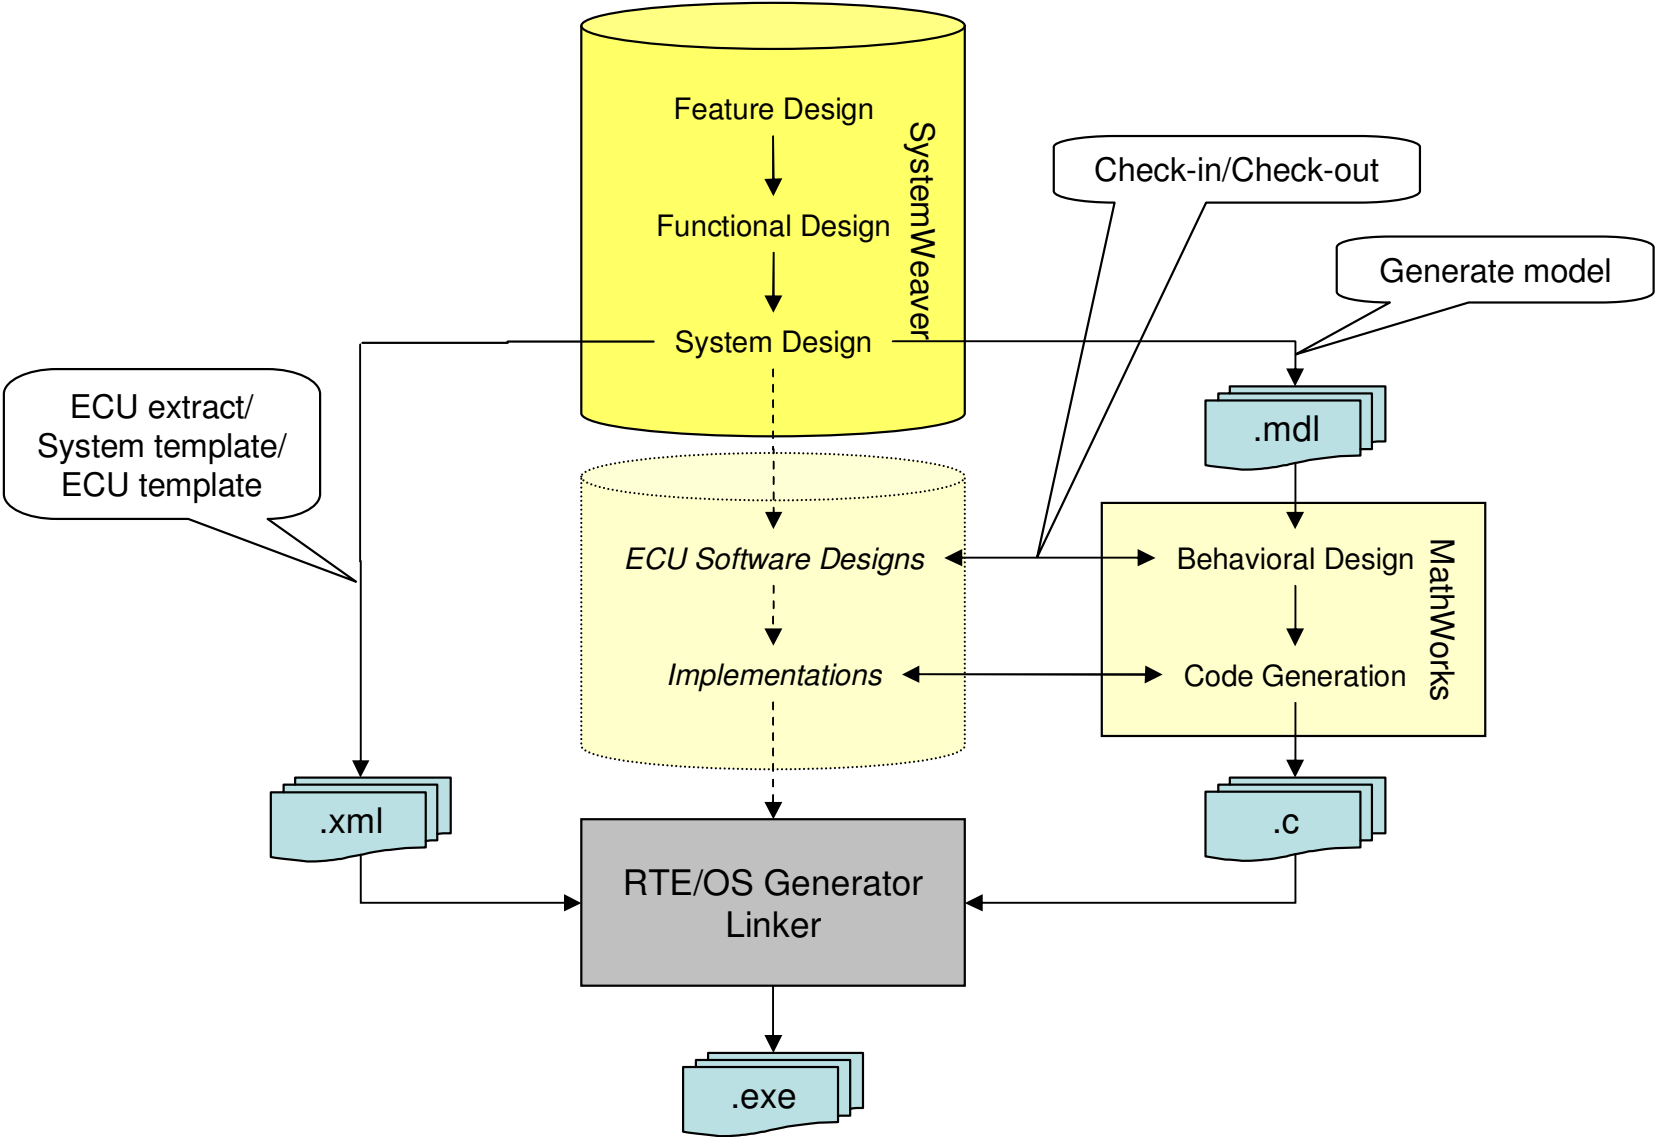 Feature Design
SystemWeaver
Check-in/Check-out
Functional Design
Generate model
System Design
ECU extract/
System template/
ECU template
.mdl
ECU Software Designs
Behavioral Design
MathWorks
Implementations
Code Generation
.xml
.c
RTE/OS Generator
Linker
.exe